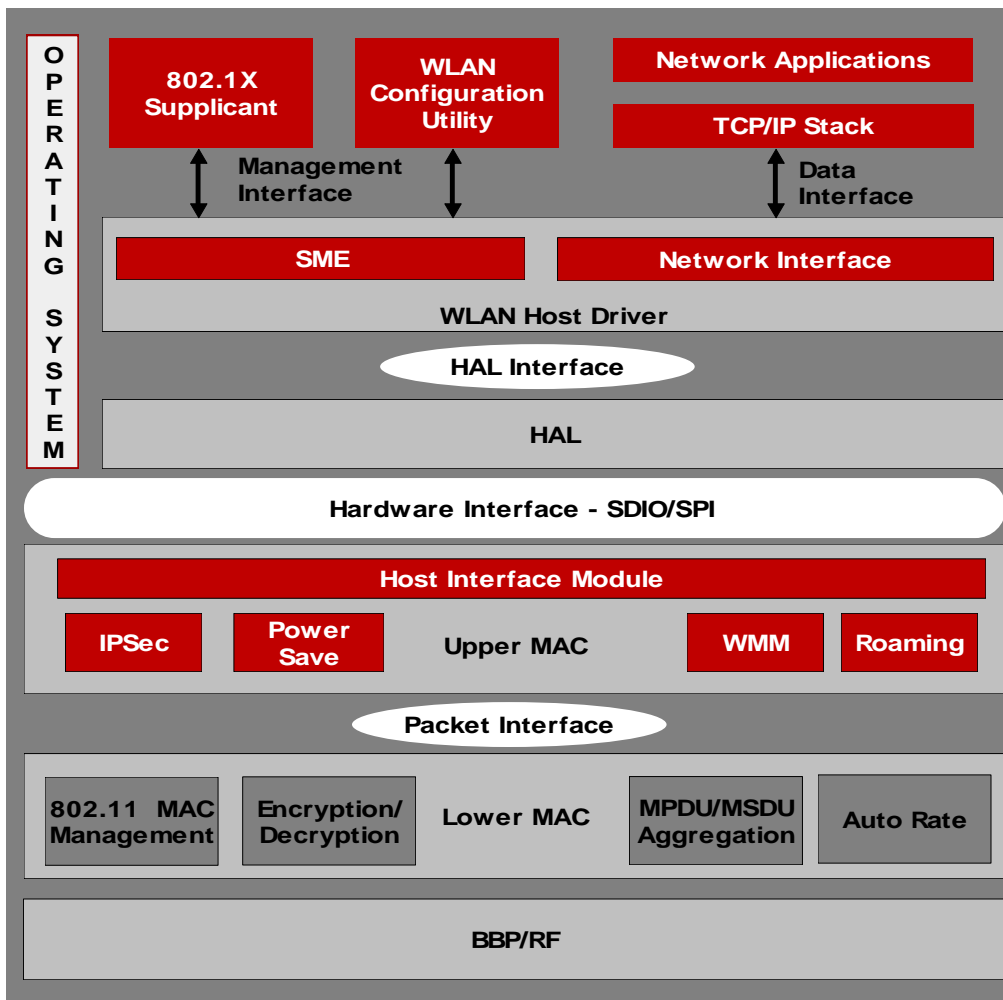 OPERATING SYSTEM
802.1X
Supplicant
WLAN
Configuration
Utility
Network Applications
TCP/IP Stack
Management
Interface
Data
Interface
SME
Network Interface
WLAN Host Driver
HAL Interface
HAL
Hardware Interface - SDIO/SPI
Host Interface Module
IPSec
Power
Save
Upper MAC
WMM
Roaming
Packet Interface
802.11 MAC
Management
Encryption/
Decryption
Lower MAC
MPDU/MSDU
Aggregation
Auto Rate
BBP/RF